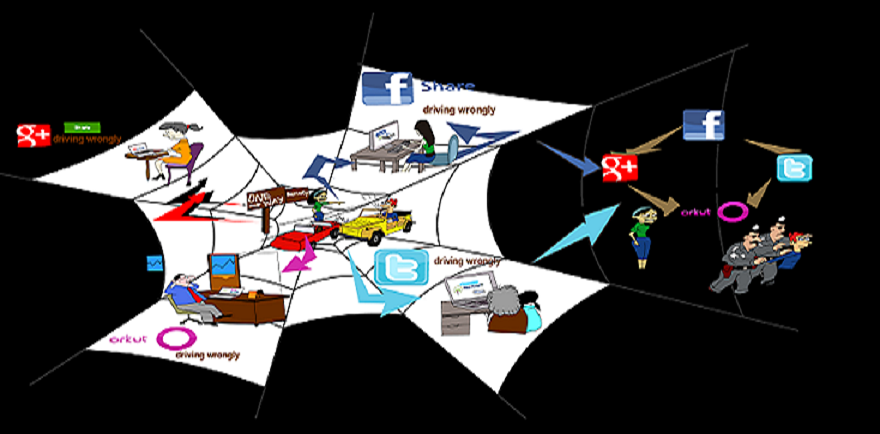 f Share
driving wrongly
g+ Share
driving wrongly
ONE WAY
g+
f
t
orkut
t driving wrongly
orkut
driving wrongly